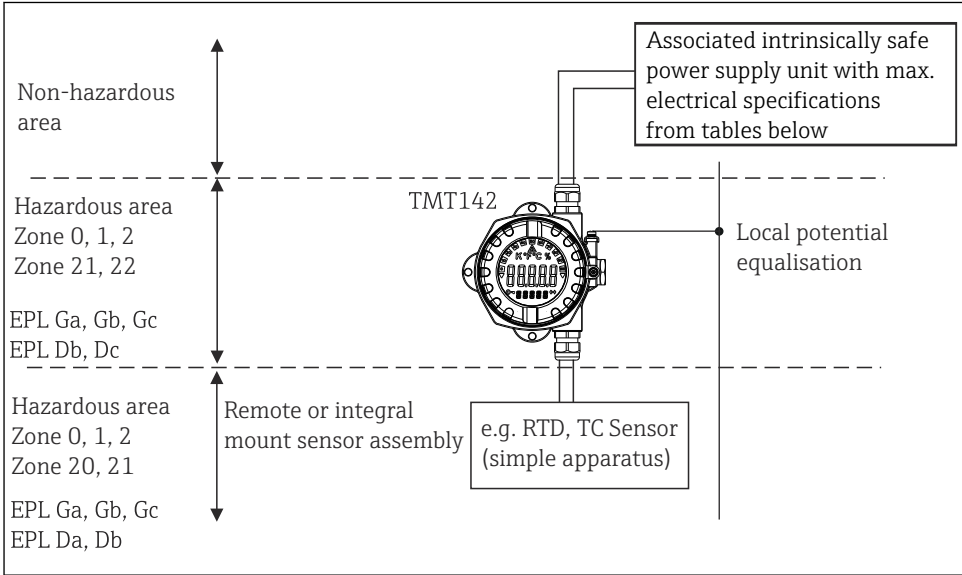 Associated intrinsically safe
power supply unit with max.
electrical specifications
from tables below
Non-hazardous
area
TMT142
Hazardous area
Zone 0, 1, 2
Zone 21, 22
EPL Ga, Gb, Gc
EPL Db, Dc
K °F °C %
88888
Local potential
equalisation
Hazardous area
Zone 0, 1, 2
Zone 20, 21
EPL Ga, Gb, Gc
EPL Da, Db
Remote or integral
mount sensor assembly
e.g. RTD, TC Sensor
(simple apparatus)